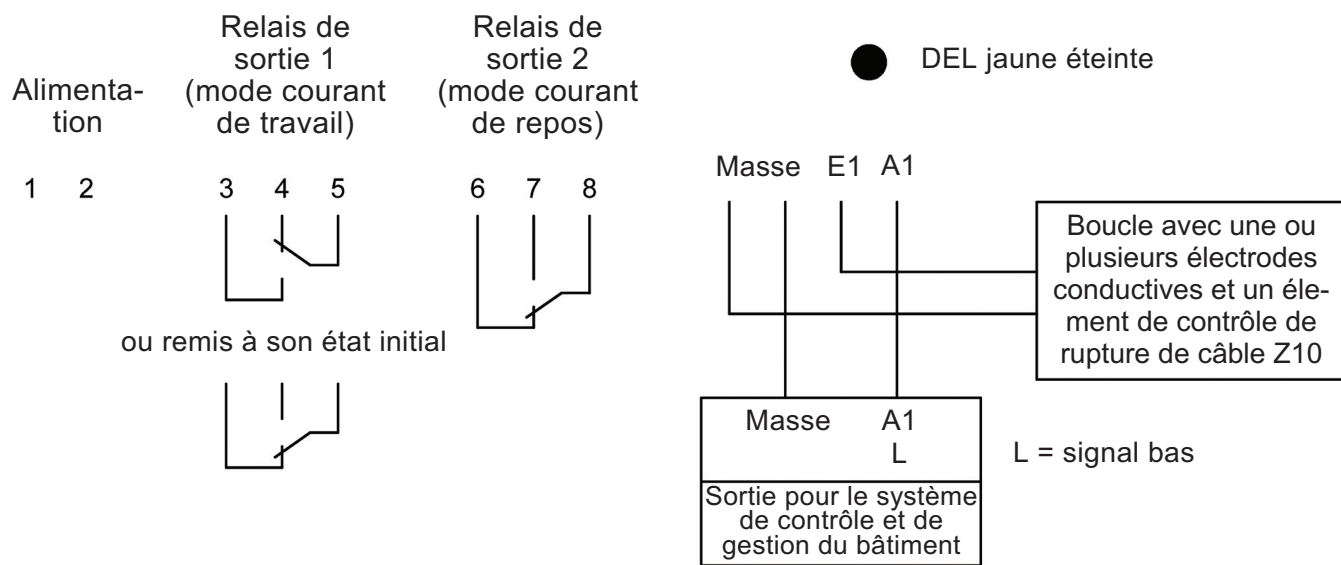 Alimenta-
tion
1 2
Relais de
sortie 1
(mode courant
de travail)
3 4 5
ou remis à son état initial
Relais de
sortie 2
(mode courant
de repos)
6 7 8
DEL jaune éteinte
Masse E1 A1
Boucle avec une ou
plusieurs électrodes
conductives et un élé-
ment de contrôle de
rupture de câble Z10
Masse A1
L
L = signal bas
Sortie pour le système
de contrôle et de
gestion du bâtiment